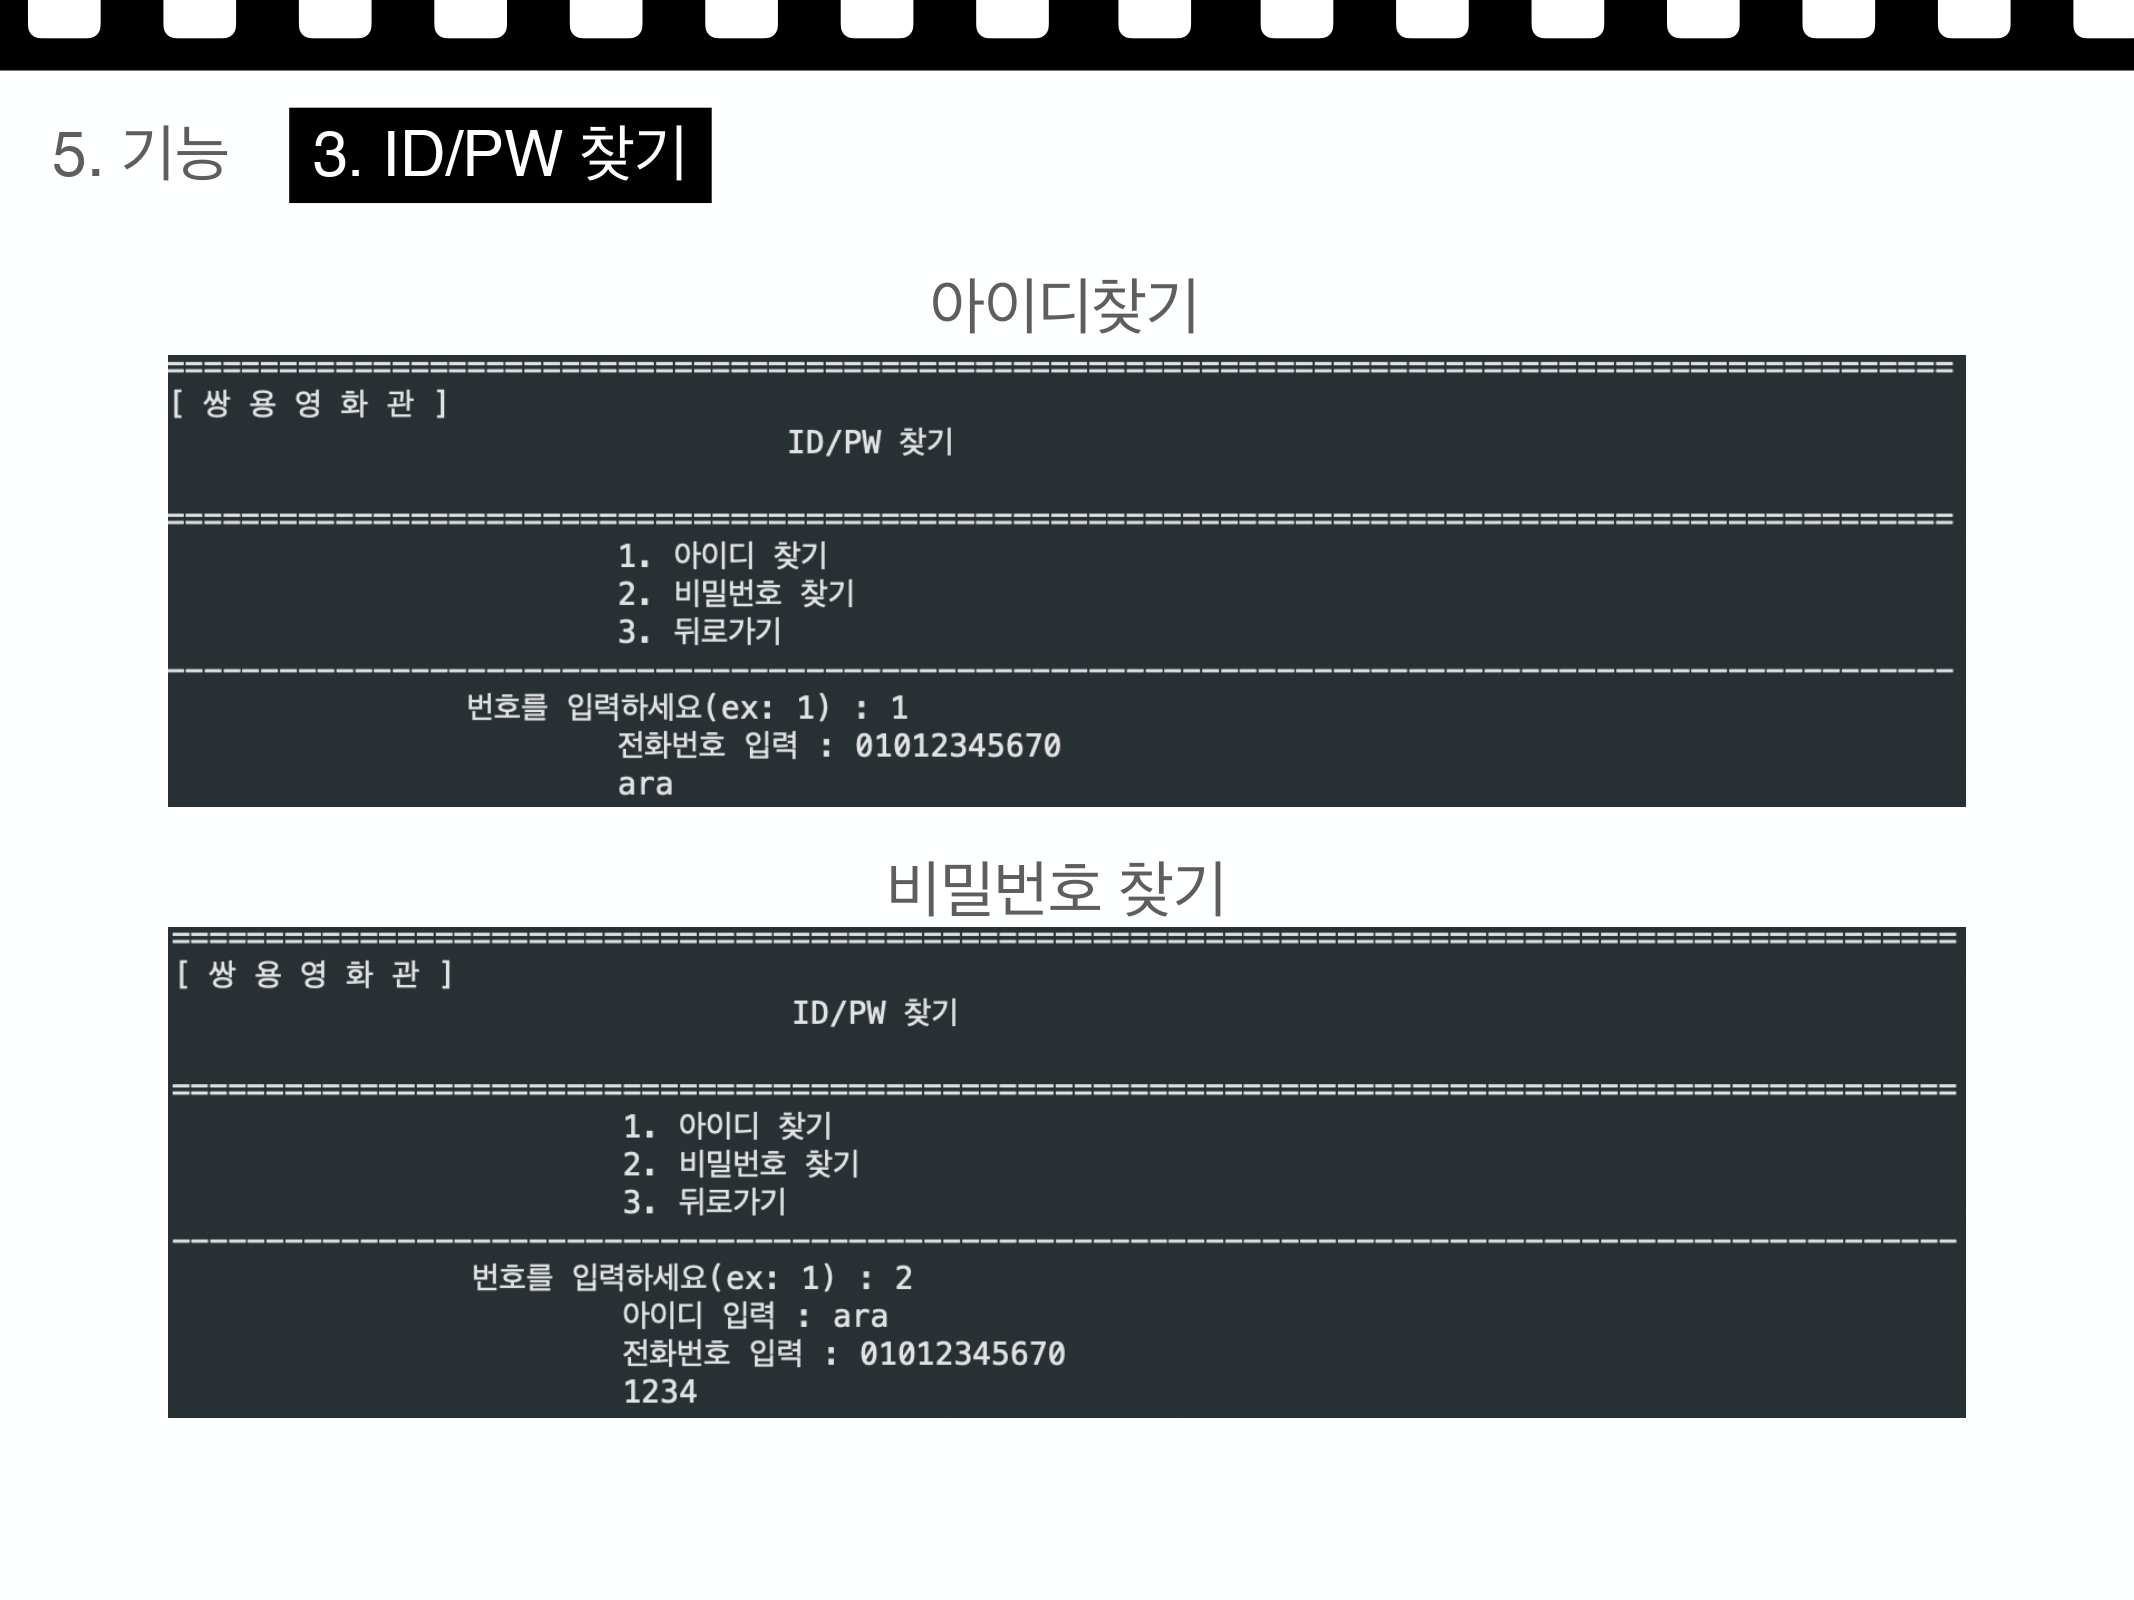 5. 기능
3. ID/PW 찾기
아이디찾기
===============================================================================================
[ 쌍 용 영 화 관 ]
ID/PW 찾기
===============================================================================================
1. 아이디 찾기
2. 비밀번호 찾기
3. 뒤로가기
-----------------------------------------------------------------------------------------------
번호를 입력하세요(ex: 1) : 1
전화번호 입력 : 01012345670
ara
비밀번호 찾기
===============================================================================================
[ 쌍 용 영 화 관 ]
ID/PW 찾기
===============================================================================================
1. 아이디 찾기
2. 비밀번호 찾기
3. 뒤로가기
-----------------------------------------------------------------------------------------------
번호를 입력하세요(ex: 1) : 2
아이디 입력 : ara
전화번호 입력 : 01012345670
1234